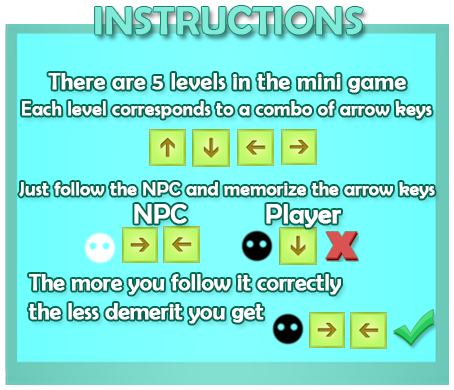 INSTRUCTIONS
There are 5 levels in the mini game
Each level corresponds to a combo of arrow keys
↑ ↓ ← →
Just follow the NPC and memorize the arrow keys
NPC Player
→ ← ↓ X
The more you follow it correctly
the less demerit you get
→ ←